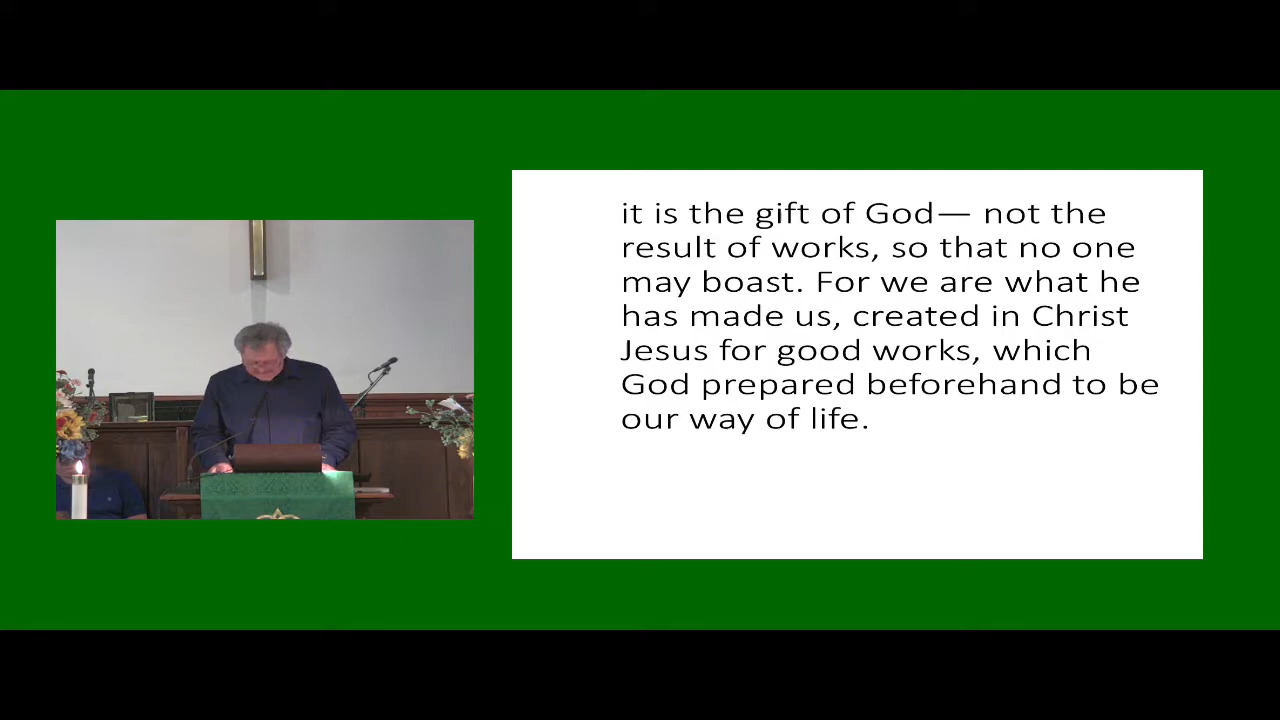 it is the gift of God— not the
result of works, so that no one
may boast. For we are what he
has made us, created in Christ
Jesus for good works, which
God prepared beforehand to be
our way of life.